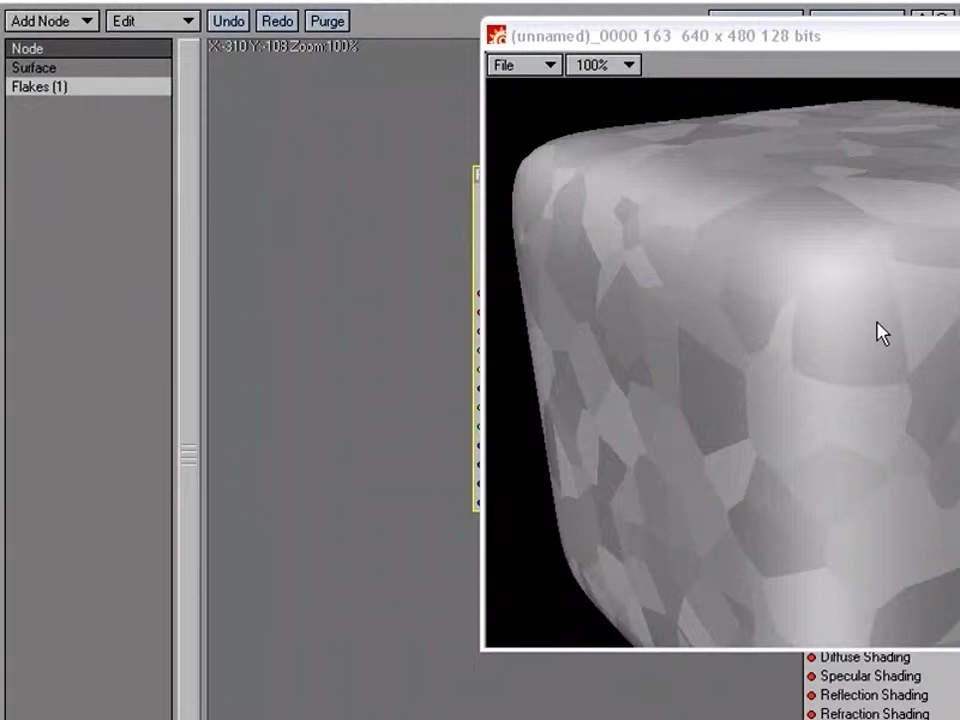 Add Node Edit Undo Redo Purge
(unnamed)_0000 163 640 x 480 128 bits
Node X:-310 Y:-108 Zoom:100%
Surface File 100%
Flakes (1)
Diffuse Shading
Specular Shading
Reflection Shading
Refraction Shading